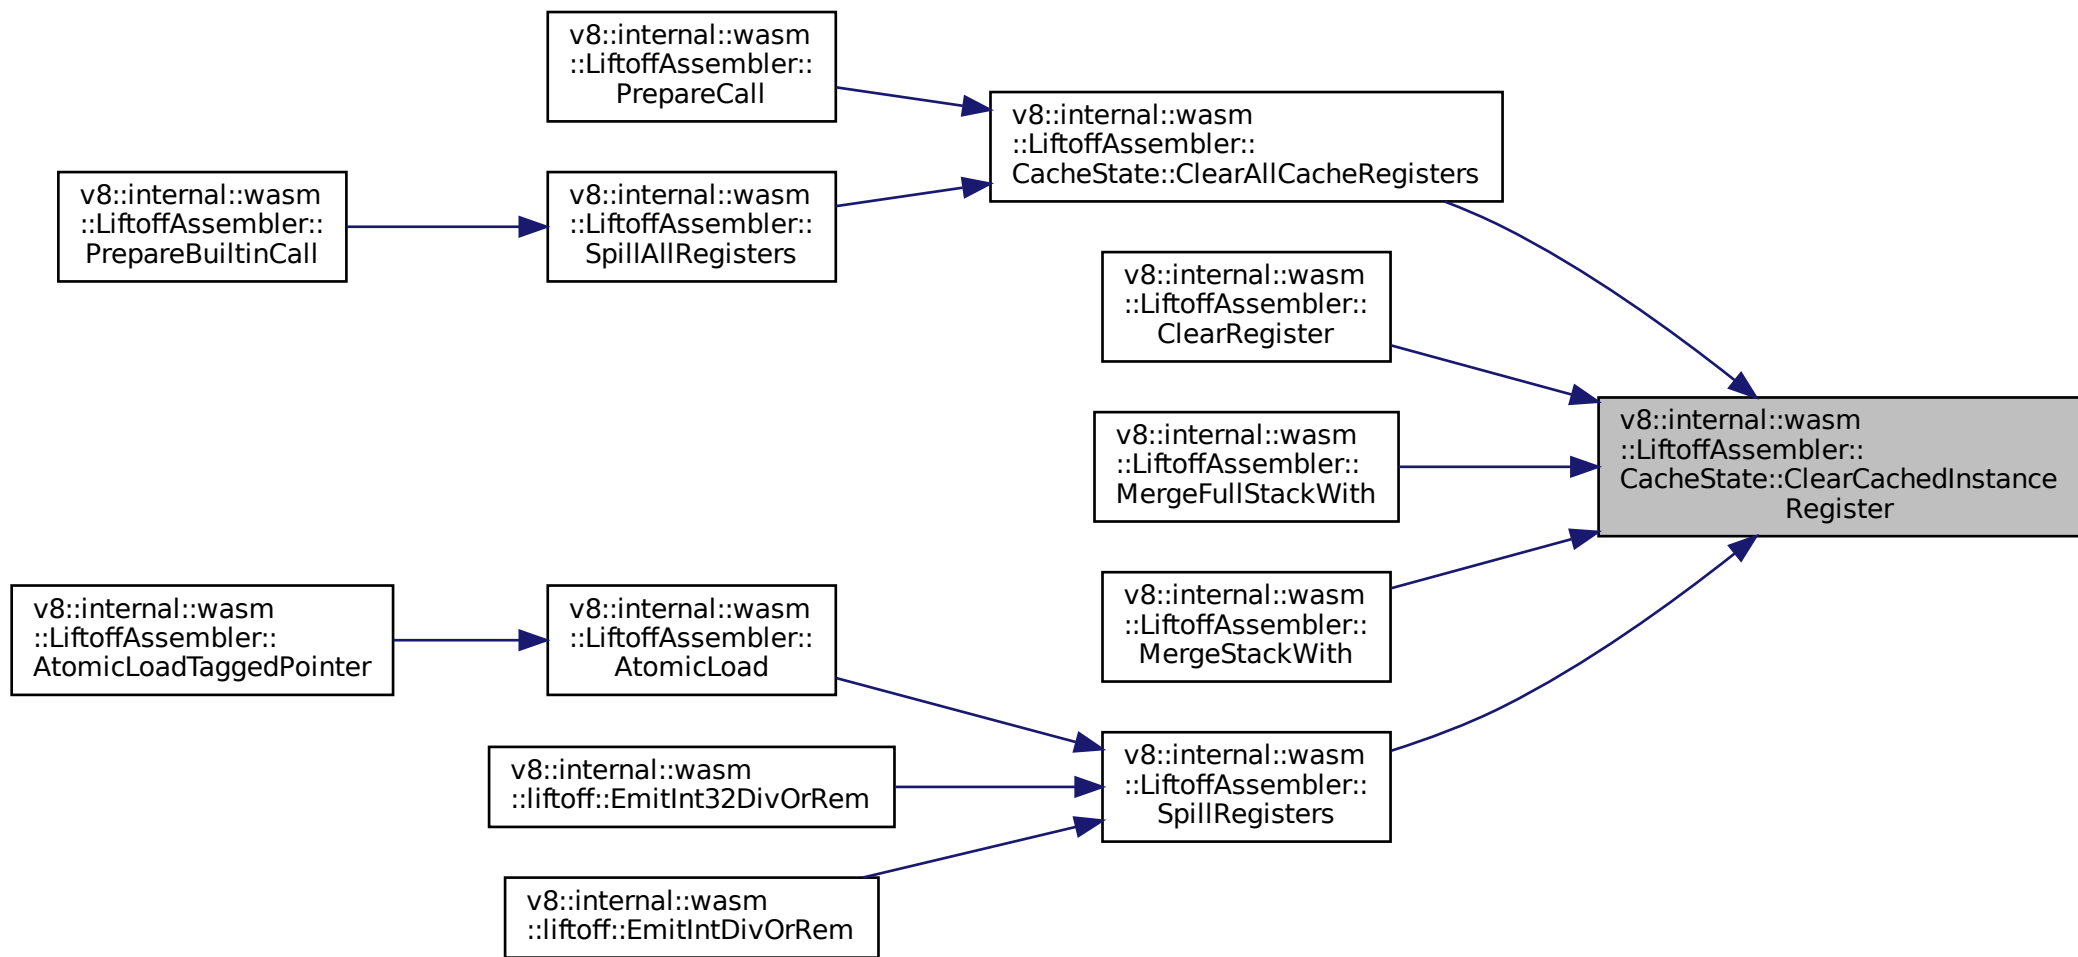 v8::internal::wasm
::LiftoffAssembler::
PrepareCall
v8::internal::wasm
::LiftoffAssembler::
CacheState::ClearAllCacheRegisters
v8::internal::wasm
::LiftoffAssembler::
PrepareBuiltinCall
v8::internal::wasm
::LiftoffAssembler::
SpillAllRegisters
v8::internal::wasm
::LiftoffAssembler::
ClearRegister
v8::internal::wasm
::LiftoffAssembler::
MergeFullStackWith
v8::internal::wasm
::LiftoffAssembler::
CacheState::ClearCachedInstance
Register
v8::internal::wasm
::LiftoffAssembler::
MergeStackWith
v8::internal::wasm
::LiftoffAssembler::
AtomicLoadTaggedPointer
v8::internal::wasm
::LiftoffAssembler::
AtomicLoad
v8::internal::wasm
::liftoff::EmitInt32DivOrRem
v8::internal::wasm
::LiftoffAssembler::
SpillRegisters
v8::internal::wasm
::liftoff::EmitIntDivOrRem